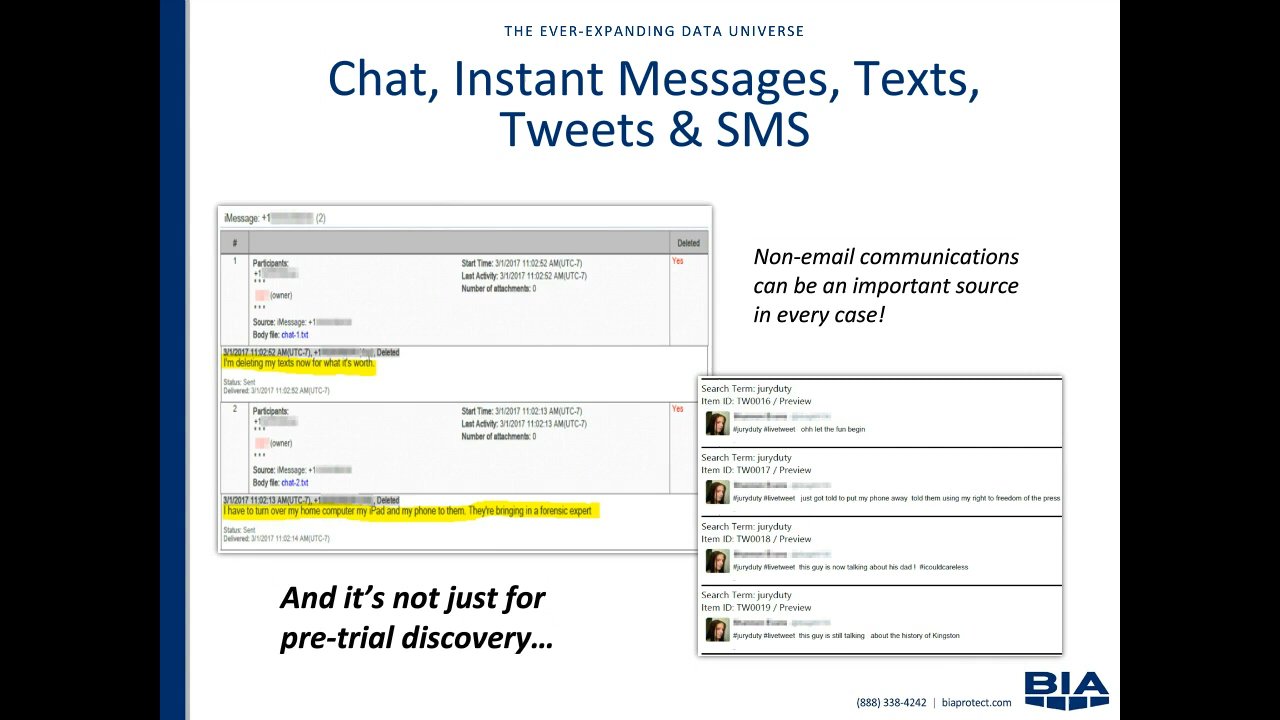 THE EVER-EXPANDING DATA UNIVERSE
Chat, Instant Messages, Texts,
Tweets & SMS
iMessage: +1 (2)
# Deleted
1 Participants: Start Time: 3/1/2017 11:02:52 AM(UTC-7) Yes
+1 Last Activity: 3/1/2017 11:02:52 AM(UTC-7)
* * * Number of attachments: 0
(owner)
* * *
Source: iMessage: +1
Body file: chat-1.txt
3/1/2017 11:02:52 AM(UTC-7), +1 , Deleted
I'm deleting my texts now for what it's worth.
Status: Sent
Delivered: 3/1/2017 11:02:52 AM(UTC-7)
2 Participants: Start Time: 3/1/2017 11:02:13 AM(UTC-7) Yes
+1 Last Activity: 3/1/2017 11:02:13 AM(UTC-7)
* * * Number of attachments: 0
(owner)
* * *
Source: iMessage: +1
Body file: chat-2.txt
3/1/2017 11:02:13 AM(UTC-7), +1 , Deleted
I have to turn over my home computer my iPad and my phone to them. They're bringing in a forensic expert
Status: Sent
Delivered: 3/1/2017 11:02:14 AM(UTC-7)
Non-email communications
can be an important source
in every case!
Search Term: juryduty
Item ID: TW0016 / Preview
#juryduty #livetweet ohh let the fun begin
Search Term: juryduty
Item ID: TW0017 / Preview
#juryduty #livetweet just got told to put my phone away told them using my right to freedom of the press
Search Term: juryduty
Item ID: TW0018 / Preview
#juryduty #livetweet this guy is now talking about his dad ! #icouldcareless
Search Term: juryduty
Item ID: TW0019 / Preview
#juryduty #livetweet this guy is still talking about the history of Kingston
And it's not just for
pre-trial discovery…
(888) 338-4242 | biaprotect.com
BIA